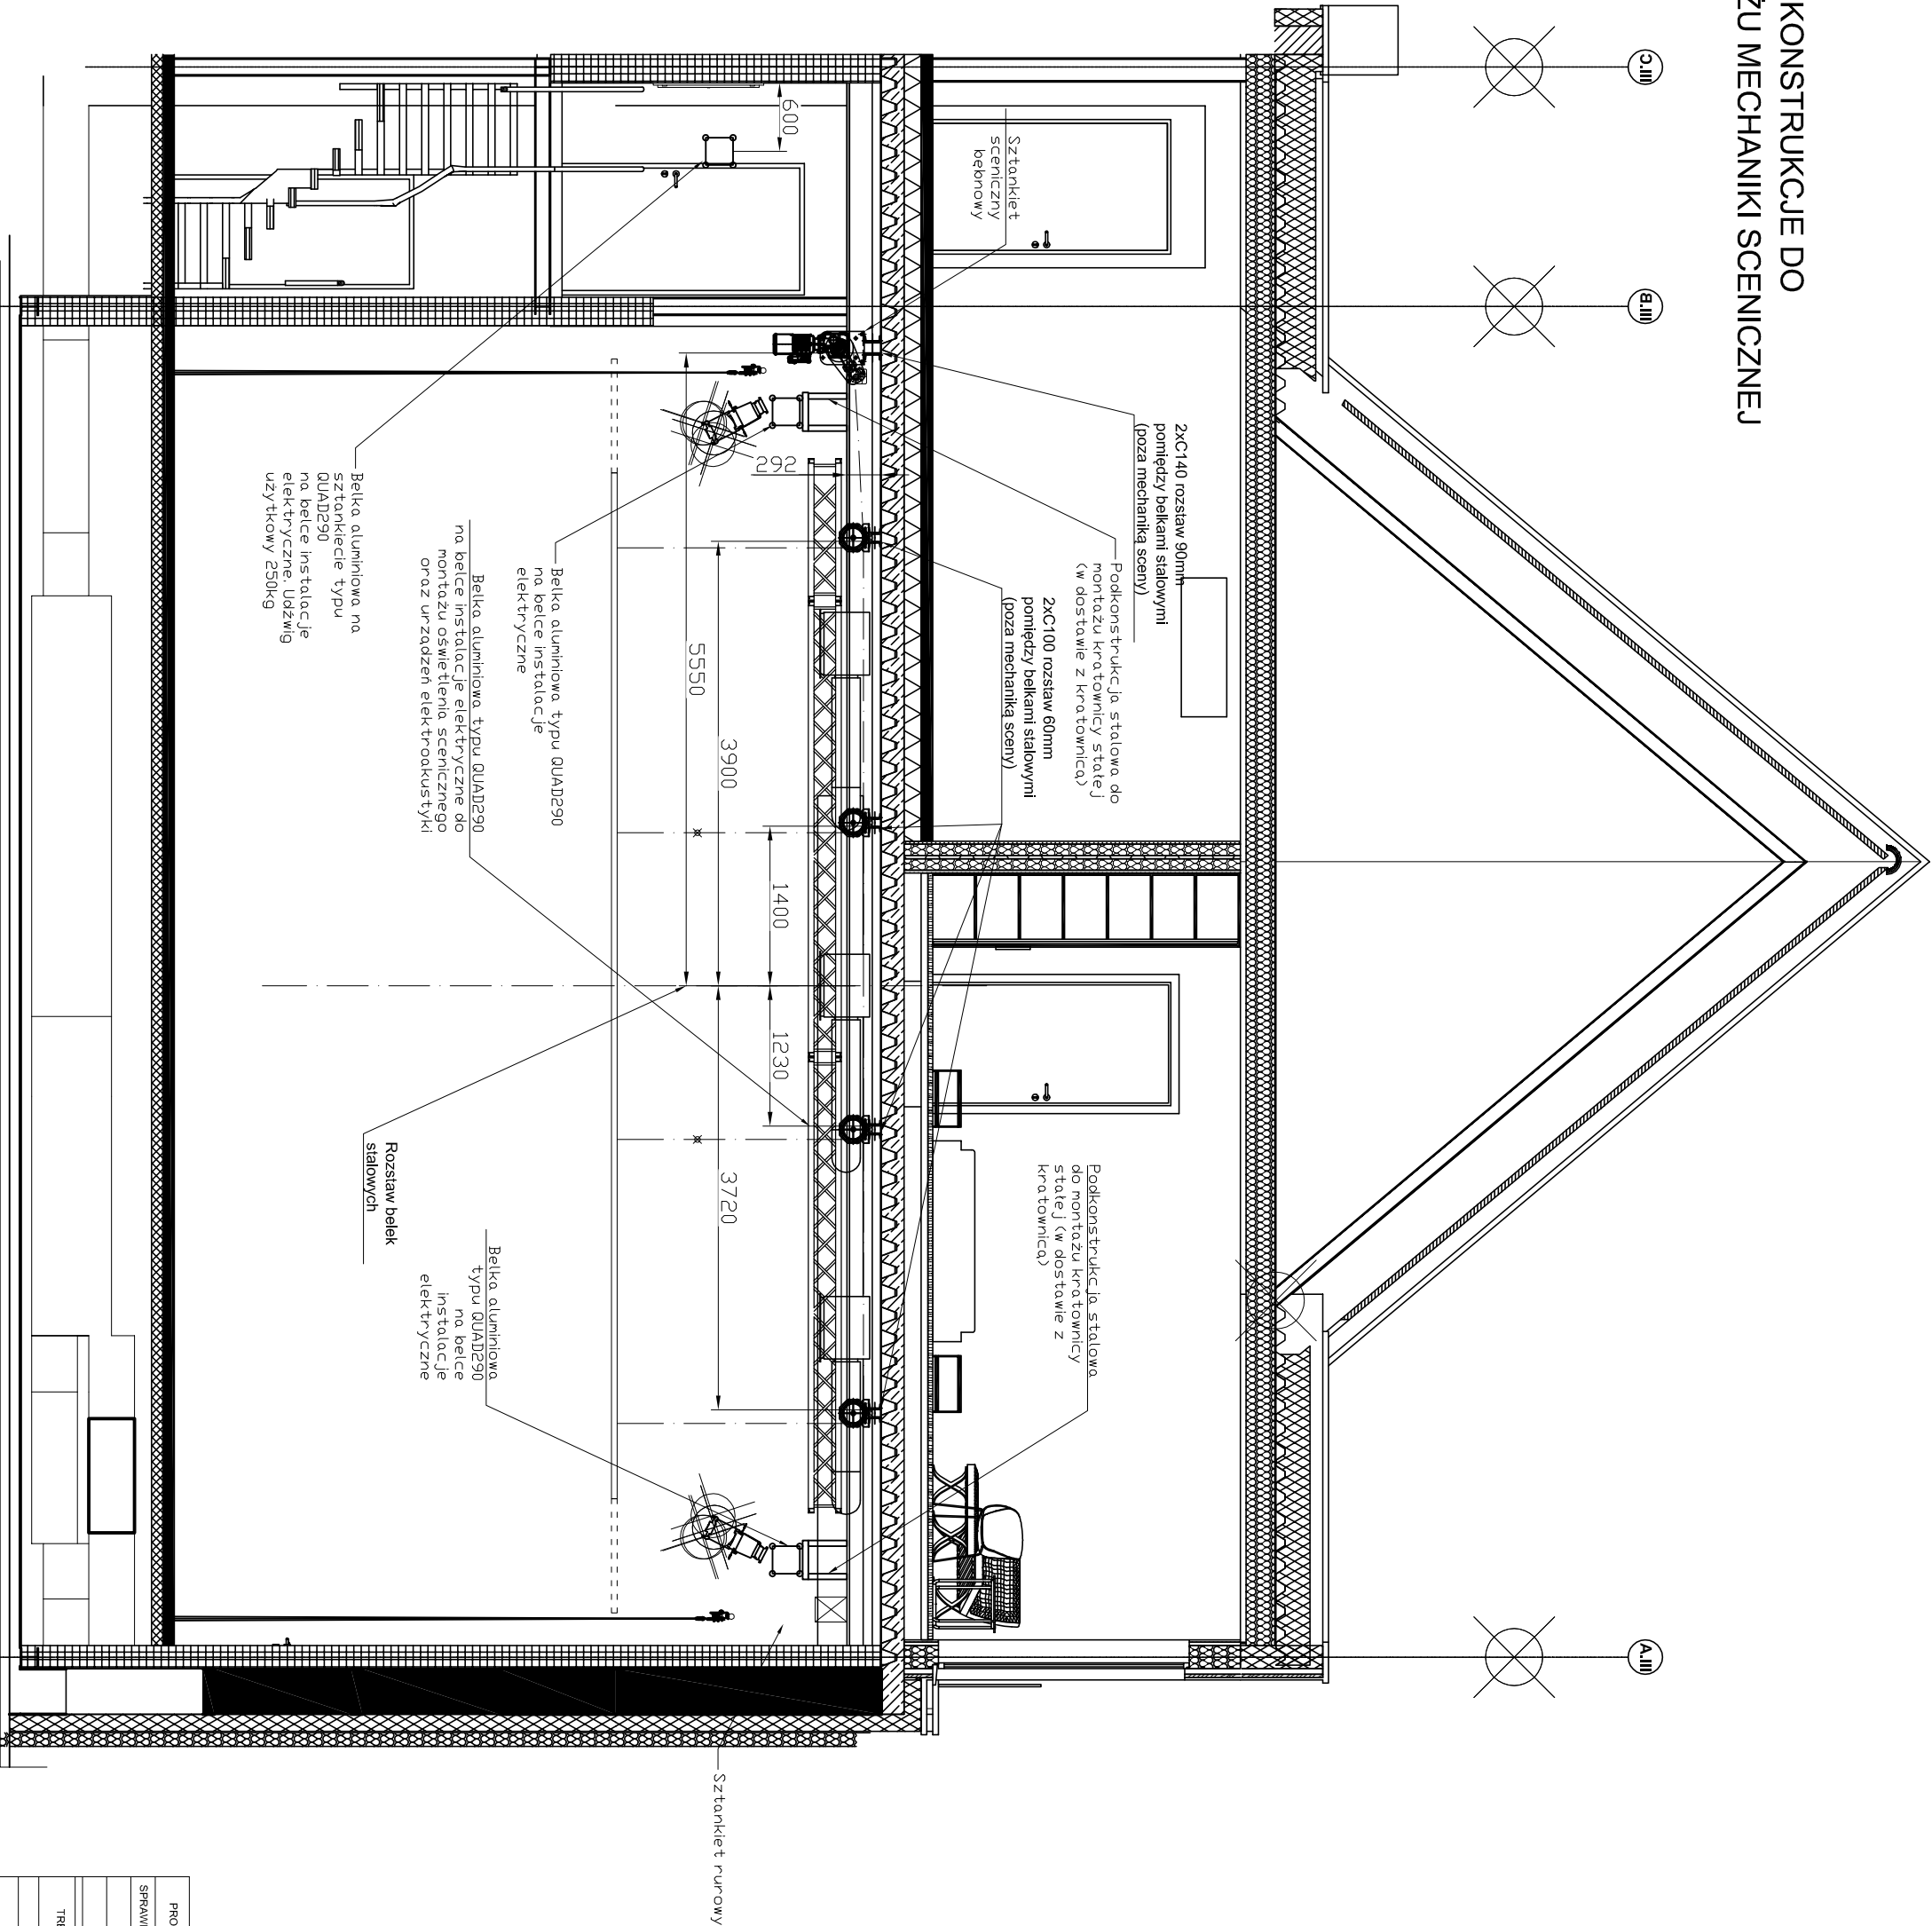 KONSTRUKCJE DO
ŻU MECHANIKI SCENICZNEJ
C.III
B.III
A.III
600
Sztankiet
sceniczny
bębnowy
2xC140 rozstaw 90mm
pomiędzy belkami stalowymi
(poza mechaniką sceny)
Podkonstrukcja stalowa do
montażu kratownicy stałej
(w dostawie z kratownicą)
2xC100 rozstaw 60mm
pomiędzy belkami stalowymi
(poza mechaniką sceny)
Podkonstrukcja stalowa
do montażu kratownicy
stałej (w dostawie z
kratownicą)
292
5550
3900
1400
1230
3720
Belka aluminiowa typu QUAD290
na belce instalacje
elektryczne
Belka aluminiowa typu QUAD290
na belce instalacje elektryczne do
montażu oświetlenia scenicznego
oraz urządzeń elektroakustyki
Belka aluminiowa na
sztankiecie typu
QUAD290
na belce instalacje
elektryczne. Udźwig
użytkowy 250kg
Rozstaw belek
stalowych
Belka aluminiowa
typu QUAD290
na belce
instalacje
elektryczne
Sztankiet rurowy
PRO
SPRAW
TRE